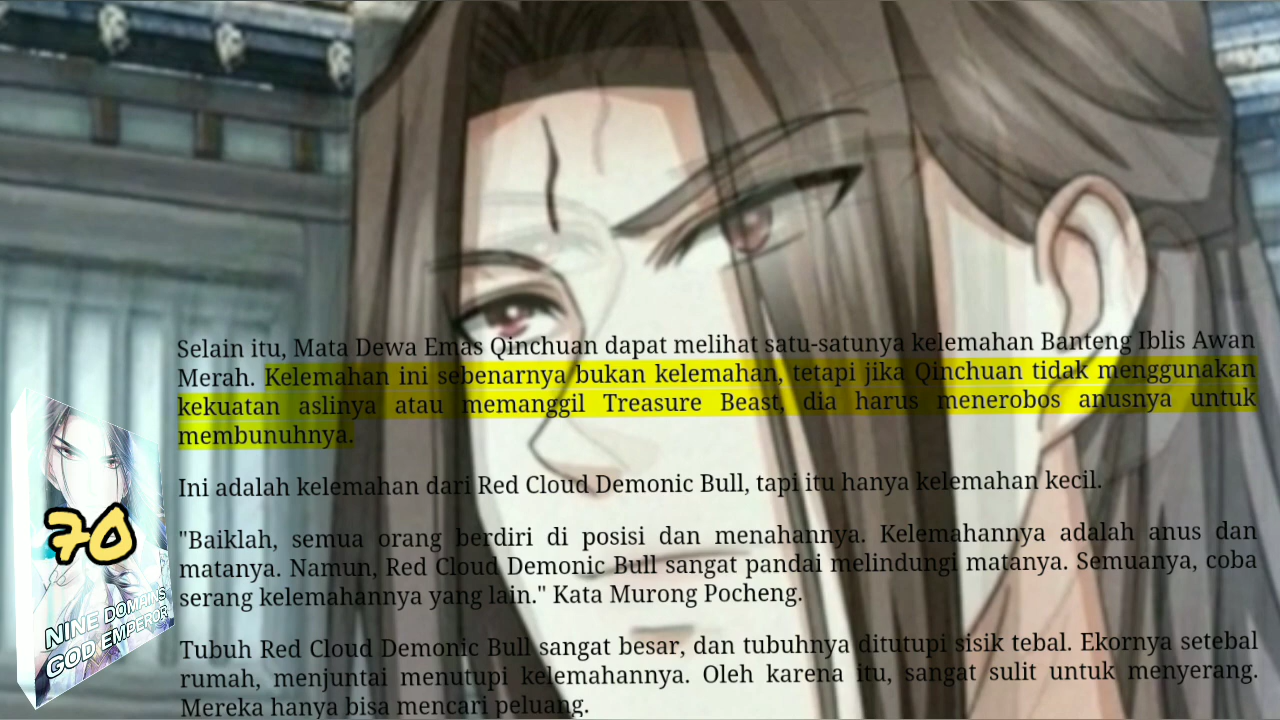 Selain itu, Mata Dewa Emas Qinchuan dapat melihat satu-satunya kelemahan Banteng Iblis Awan
Merah. Kelemahan ini sebenarnya bukan kelemahan, tetapi jika Qinchuan tidak menggunakan
kekuatan aslinya atau memanggil Treasure Beast, dia harus menerobos anusnya untuk
membunuhnya.
Ini adalah kelemahan dari Red Cloud Demonic Bull, tapi itu hanya kelemahan kecil.
"Baiklah, semua orang berdiri di posisi dan menahannya. Kelemahannya adalah anus dan
matanya. Namun, Red Cloud Demonic Bull sangat pandai melindungi matanya. Semuanya, coba
serang kelemahannya yang lain." Kata Murong Pocheng.
Tubuh Red Cloud Demonic Bull sangat besar, dan tubuhnya ditutupi sisik tebal. Ekornya setebal
rumah, menjuntai menutupi kelemahannya. Oleh karena itu, sangat sulit untuk menyerang.
Mereka hanya bisa mencari peluang.
70
NINE DOMAINS
GOD EMPEROR